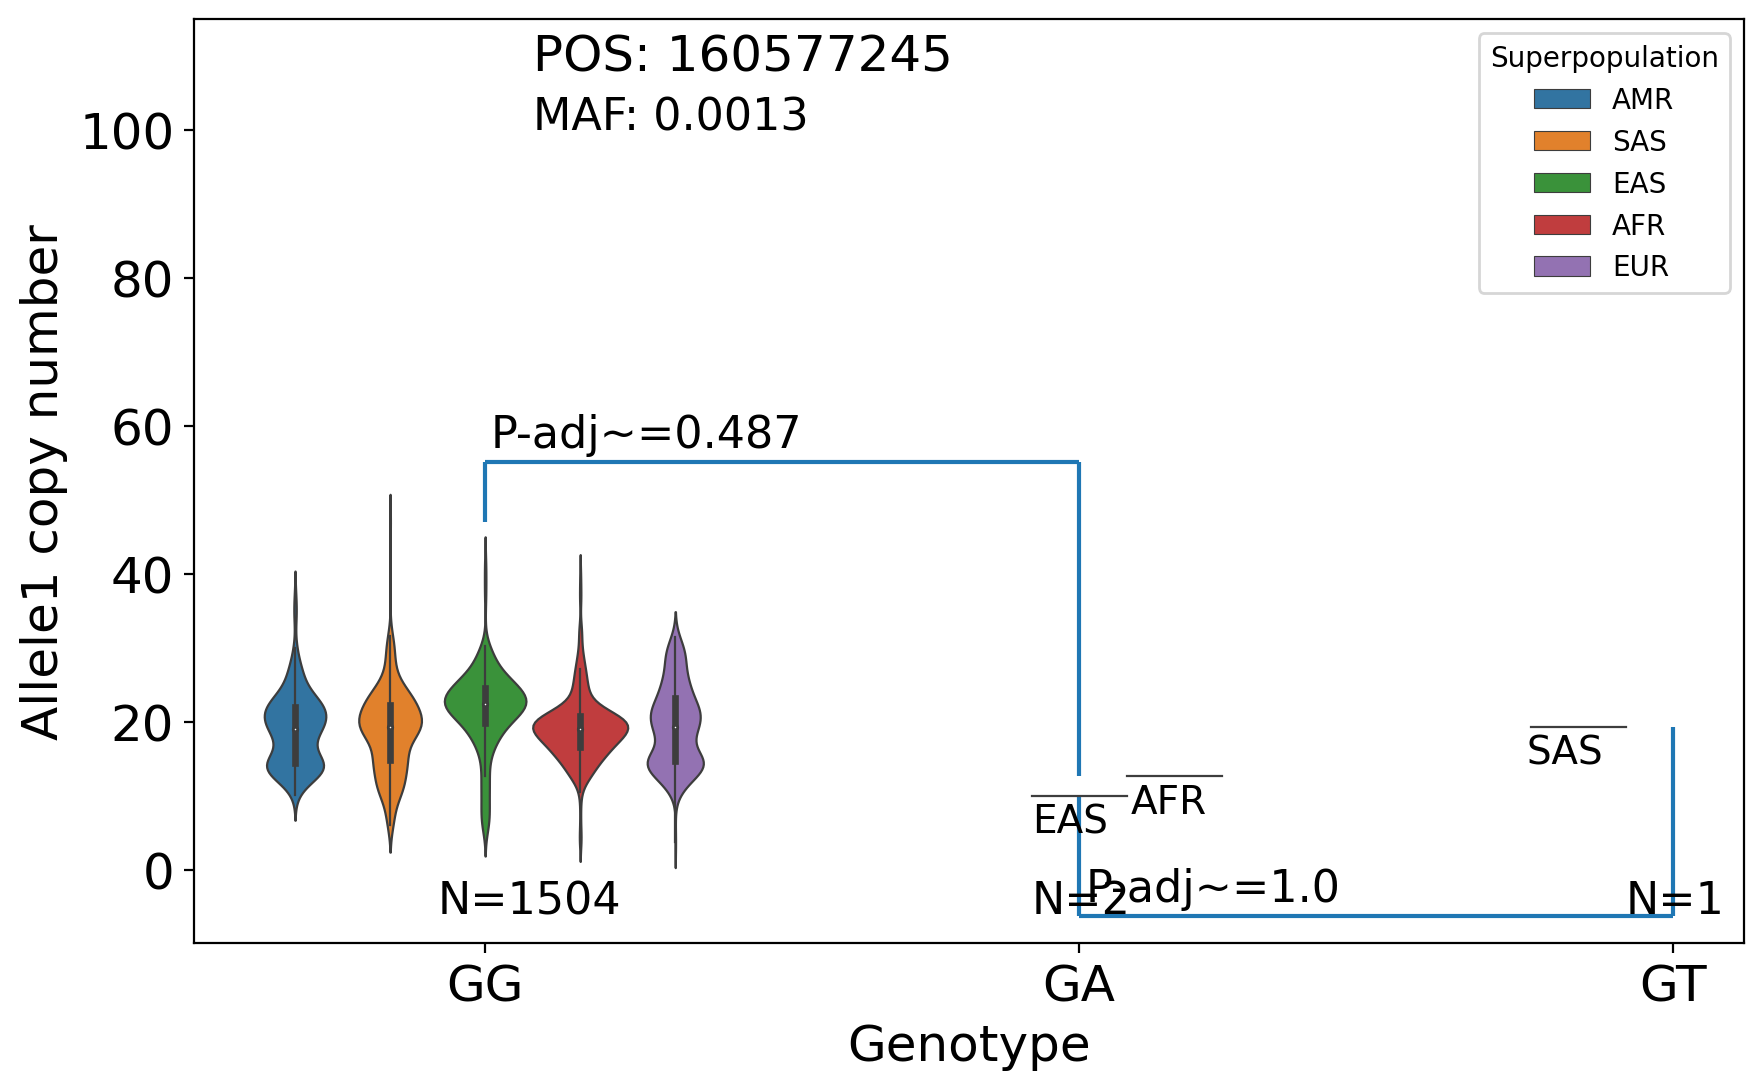 POS: 160577245
MAF: 0.0013
Superpopulation
AMR
SAS
EAS
AFR
EUR
Allele1 copy number
100
80
60
40
20
0
P-adj~=0.487
SAS
AFR
EAS
P-adj~=1.0
N=1504
N=2
N=1
GG
GA
GT
Genotype